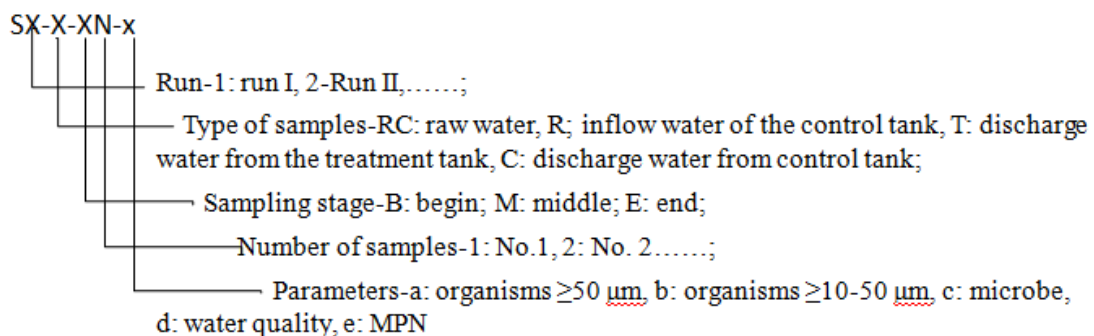 SX-X-XN-x
Run-1: run I, 2-Run II,……;
Type of samples-RC: raw water, R; inflow water of the control tank, T: discharge
water from the treatment tank, C: discharge water from control tank;
Sampling stage-B: begin; M: middle; E: end;
Number of samples-1: No.1, 2: No. 2……;
Parameters-a: organisms ≥50 μm, b: organisms ≥10-50 μm, c: microbe,
d: water quality, e: MPN